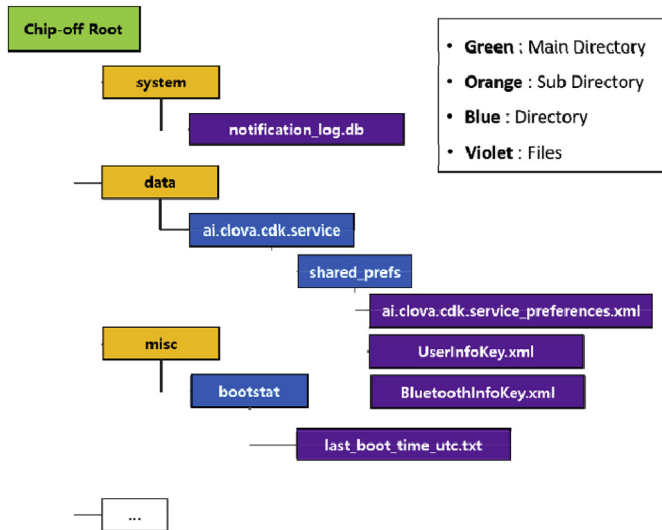 Chip-off Root
system
notification_log.db
data
ai.clova.cdk.service
shared_prefs
ai.clova.cdk.service_preferences.xml
misc
UserInfoKey.xml
bootstat
BluetoothInfoKey.xml
last_boot_time_utc.txt
...
• Green : Main Directory
• Orange : Sub Directory
• Blue : Directory
• Violet : Files